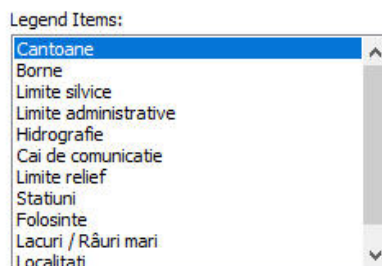 Legend Items:
Cantoane
Borne
Limite silvice
Limite administrative
Hidrografie
Cai de comunicatie
Limite relief
Statiuni
Folosinte
Lacuri / Râuri mari
Localitati